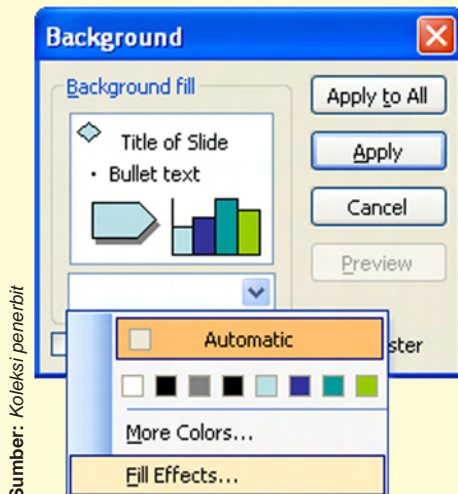 Background
Background fill
Title of Slide
• Bullet text
Apply to All
Apply
Cancel
Preview
Automatic
ster
More Colors...
Fill Effects...
Sumber: Koleksi penerbit